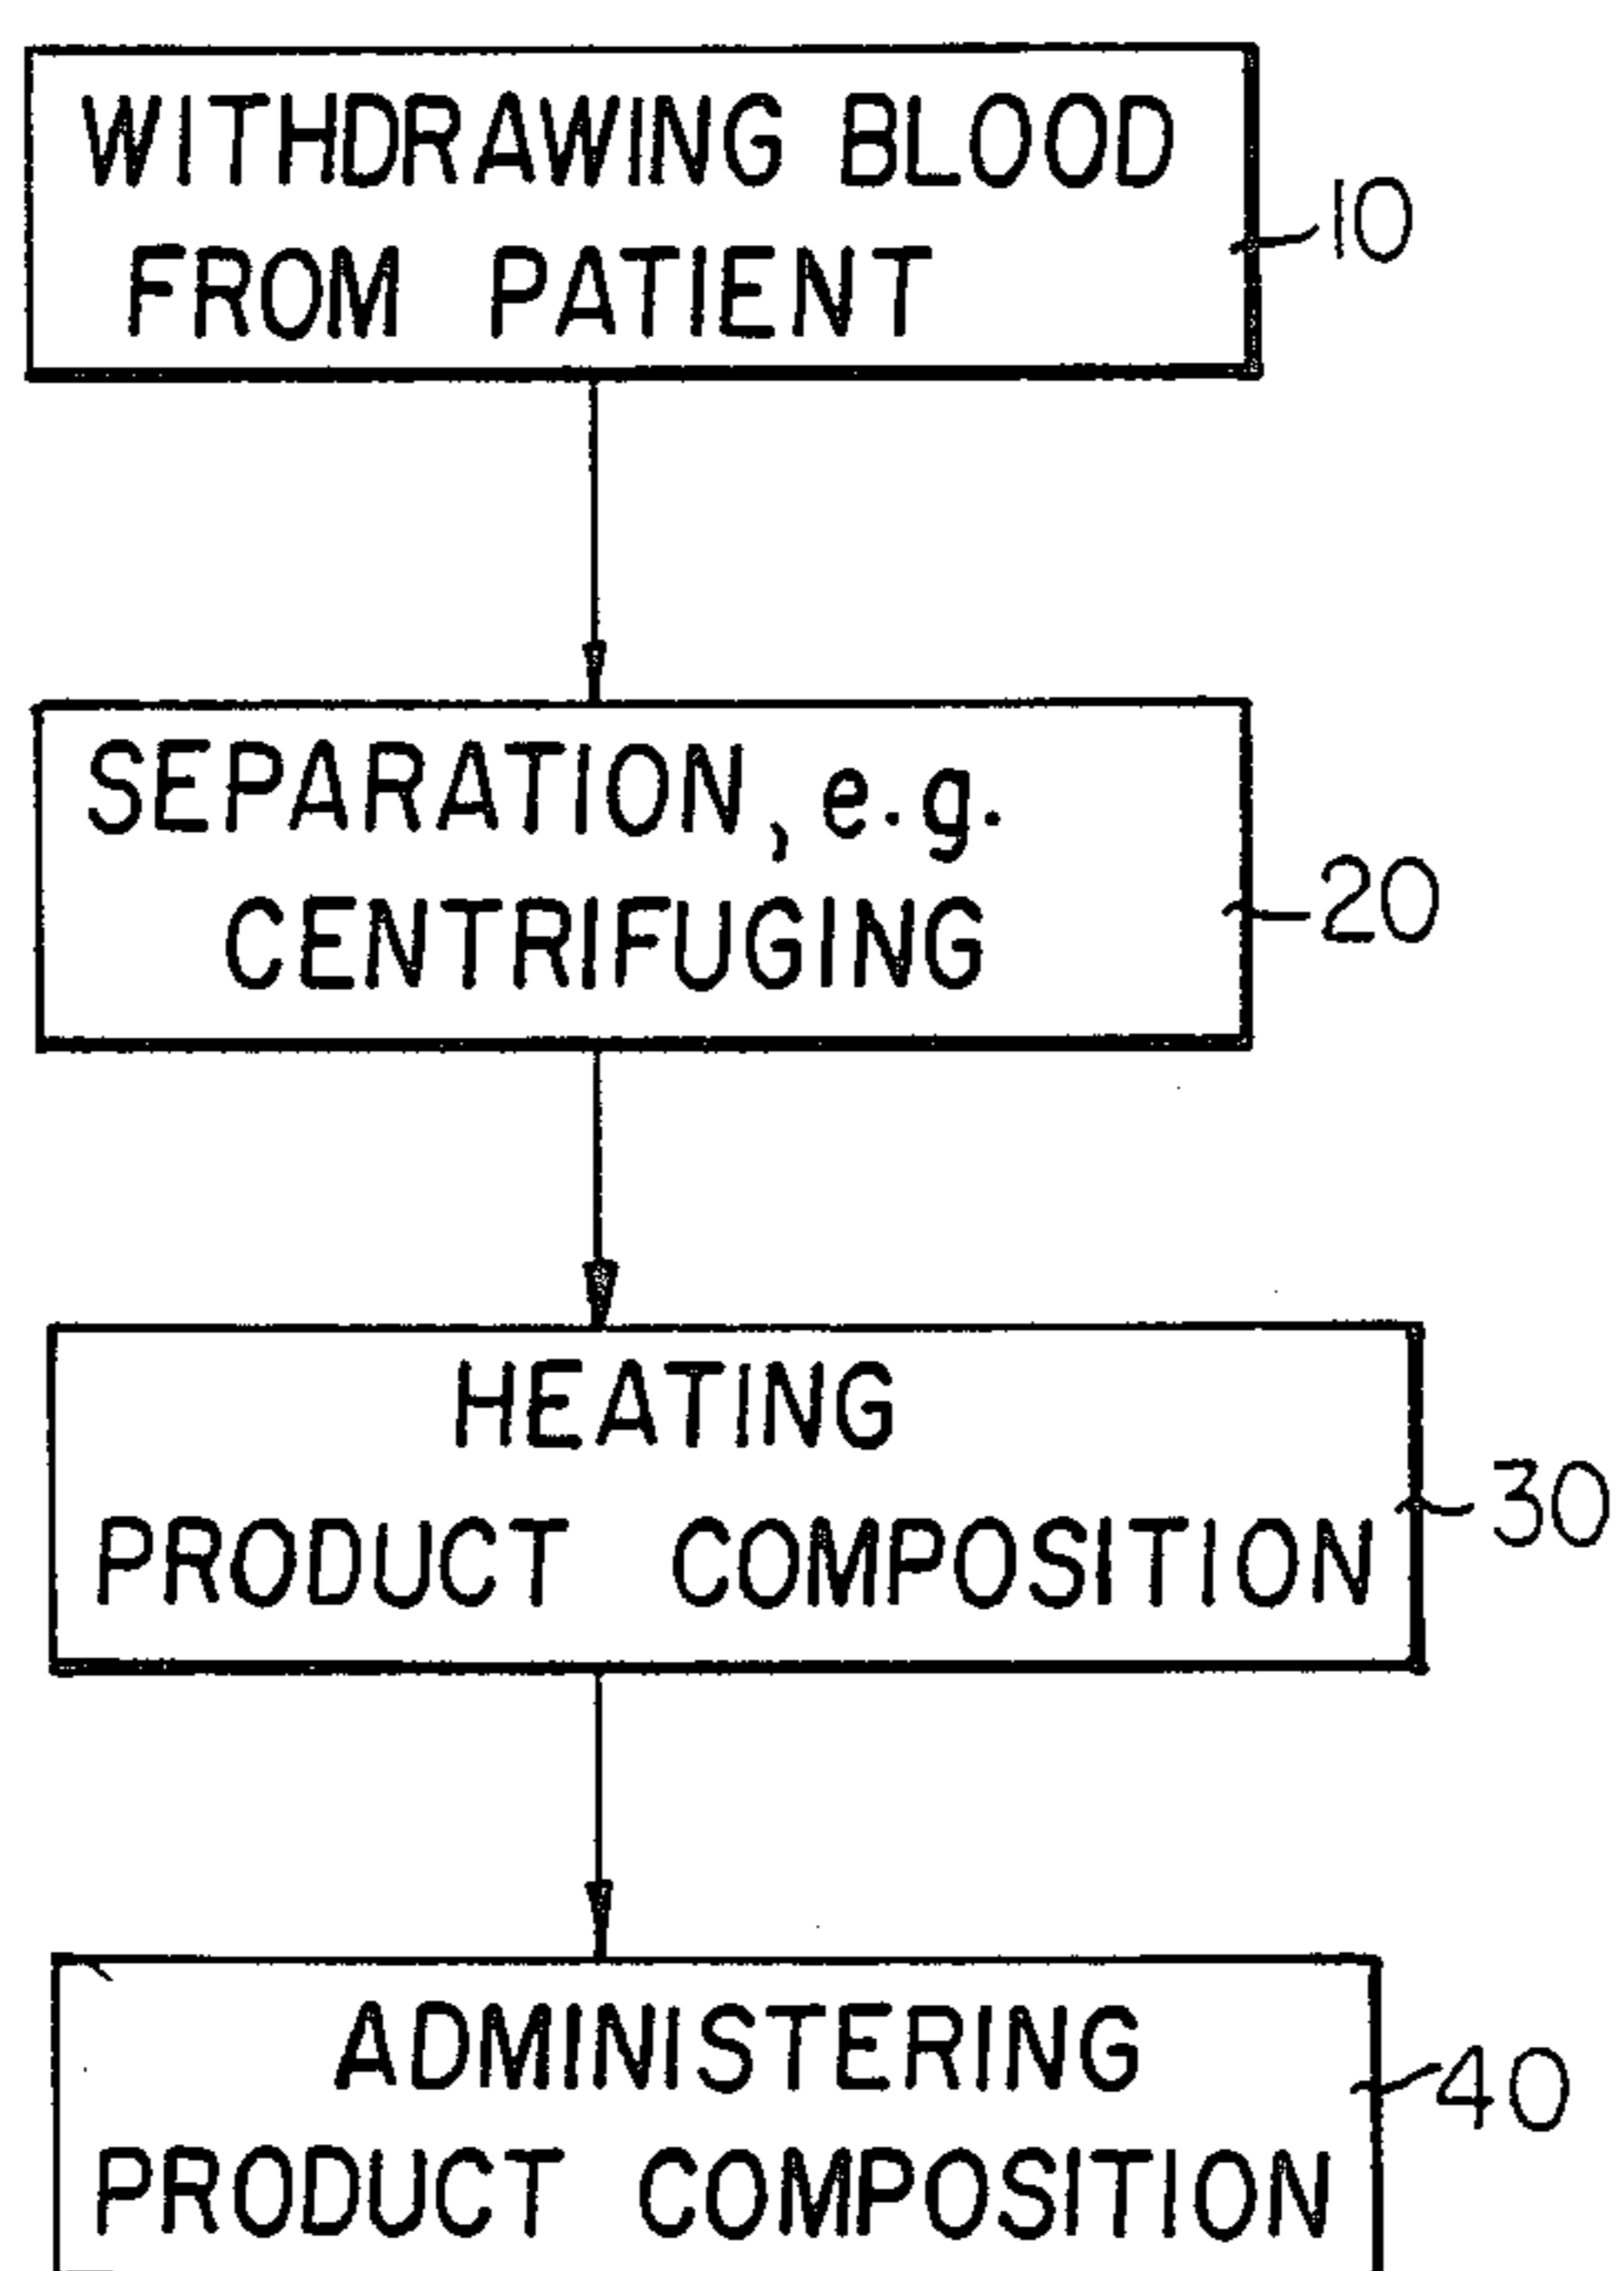 WITHDRAWING BLOOD
FROM PATIENT
10
SEPARATION, e.g.
CENTRIFUGING
20
HEATING
PRODUCT COMPOSITION
30
ADMINISTERING
PRODUCT COMPOSITION
40